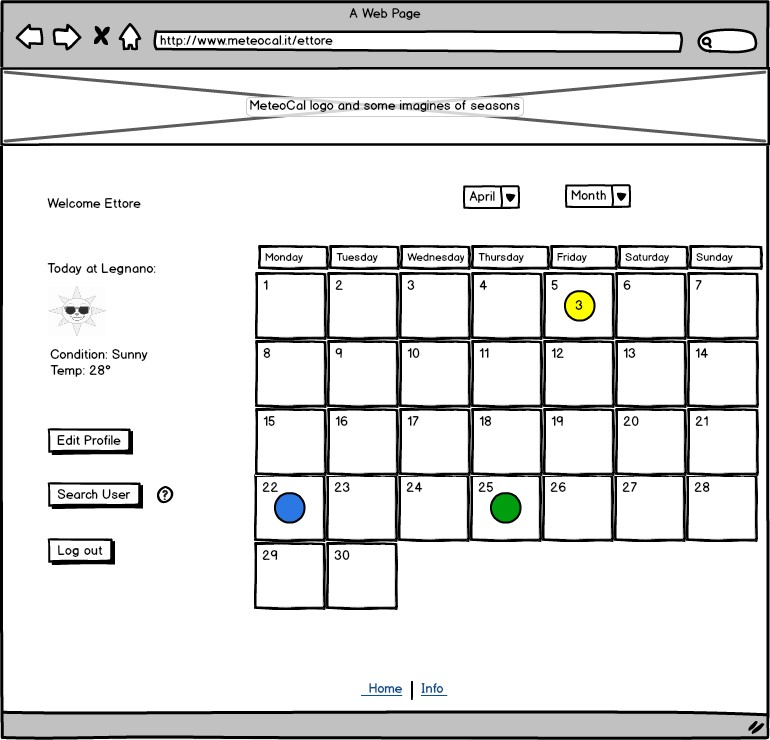 A Web Page
http://www.meteocal.it/ettore
MeteoCal logo and some imagines of seasons
Welcome Ettore
April
Month
Today at Legnano:
Condition: Sunny
Temp: 28°
Edit Profile
Search User
?
Log out
Monday Tuesday Wednesday Thursday Friday Saturday Sunday
1 2 3 4 5 6 7
3
8 9 10 11 12 13 14
15 16 17 18 19 20 21
22 23 24 25 26 27 28
29 30
Home Info